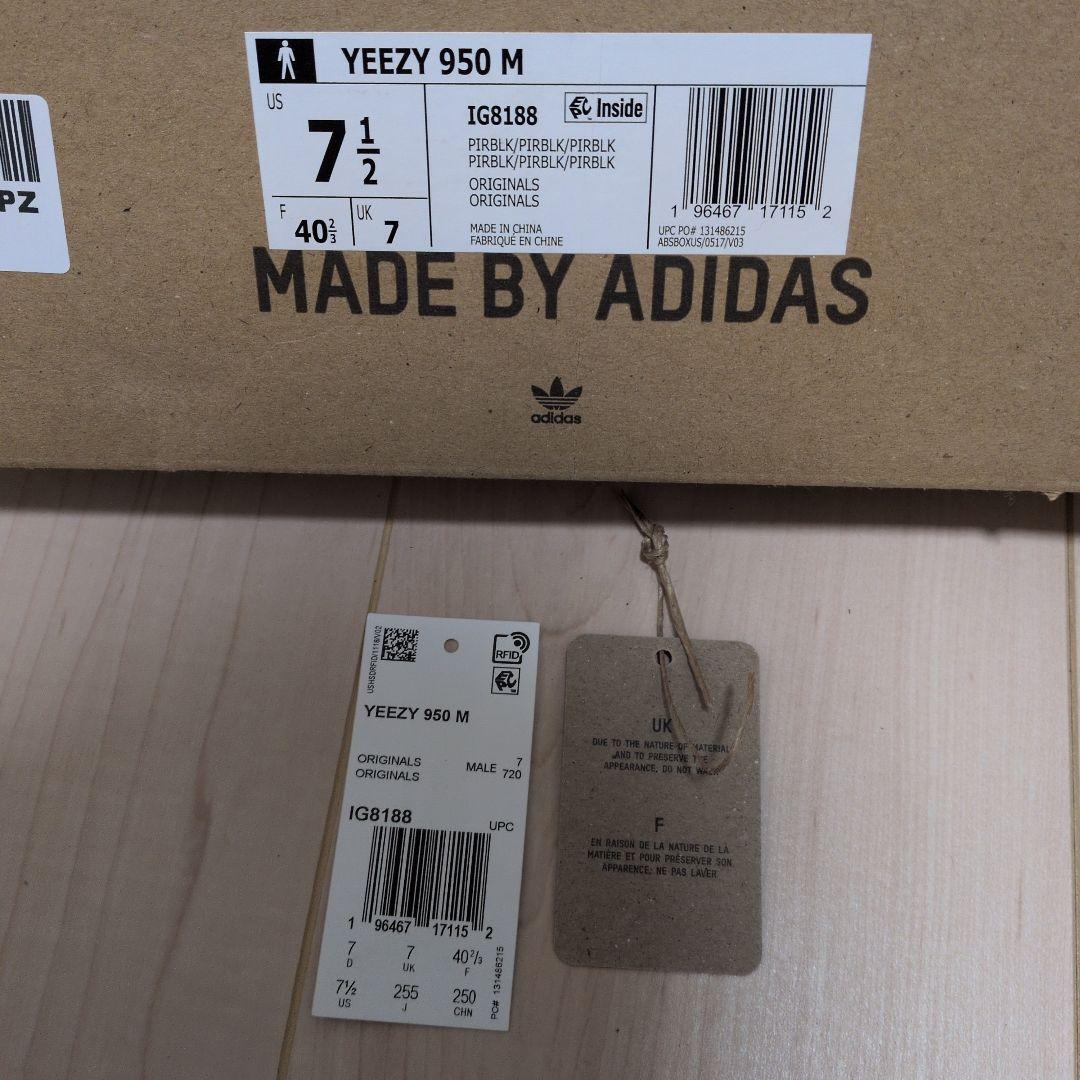 YEEZY 950 M
US
7 1/2
F
40 2/3
UK
7
IG8188
EPC Inside
PIRBLK/PIRBLK/PIRBLK
PIRBLK/PIRBLK/PIRBLK
ORIGINALS
ORIGINALS
MADE IN CHINA
FABRIQUÉ EN CHINE
1 96467 17115 2
UPC PO# 131486215
ABSBOXUS/0517/V03
PZ
MADE BY ADIDAS
adidas
USHSDRFID/1118/V02
RFID
YEEZY 950 M
ORIGINALS
ORIGINALS
MALE
7
720
IG8188
UPC
1 96467 17115 2
7
D
7
UK
40 2/3
F
7½
US
255
J
250
CHN
PO# 131486215
UK
DUE TO THE NATURE OF MATERIAL
AND TO PRESERVE THE
APPEARANCE, DO NOT WASH
F
EN RAISON DE LA NATURE DE LA
MATIÈRE ET POUR PRÉSERVER SON
APPARENCE, NE PAS LAVER